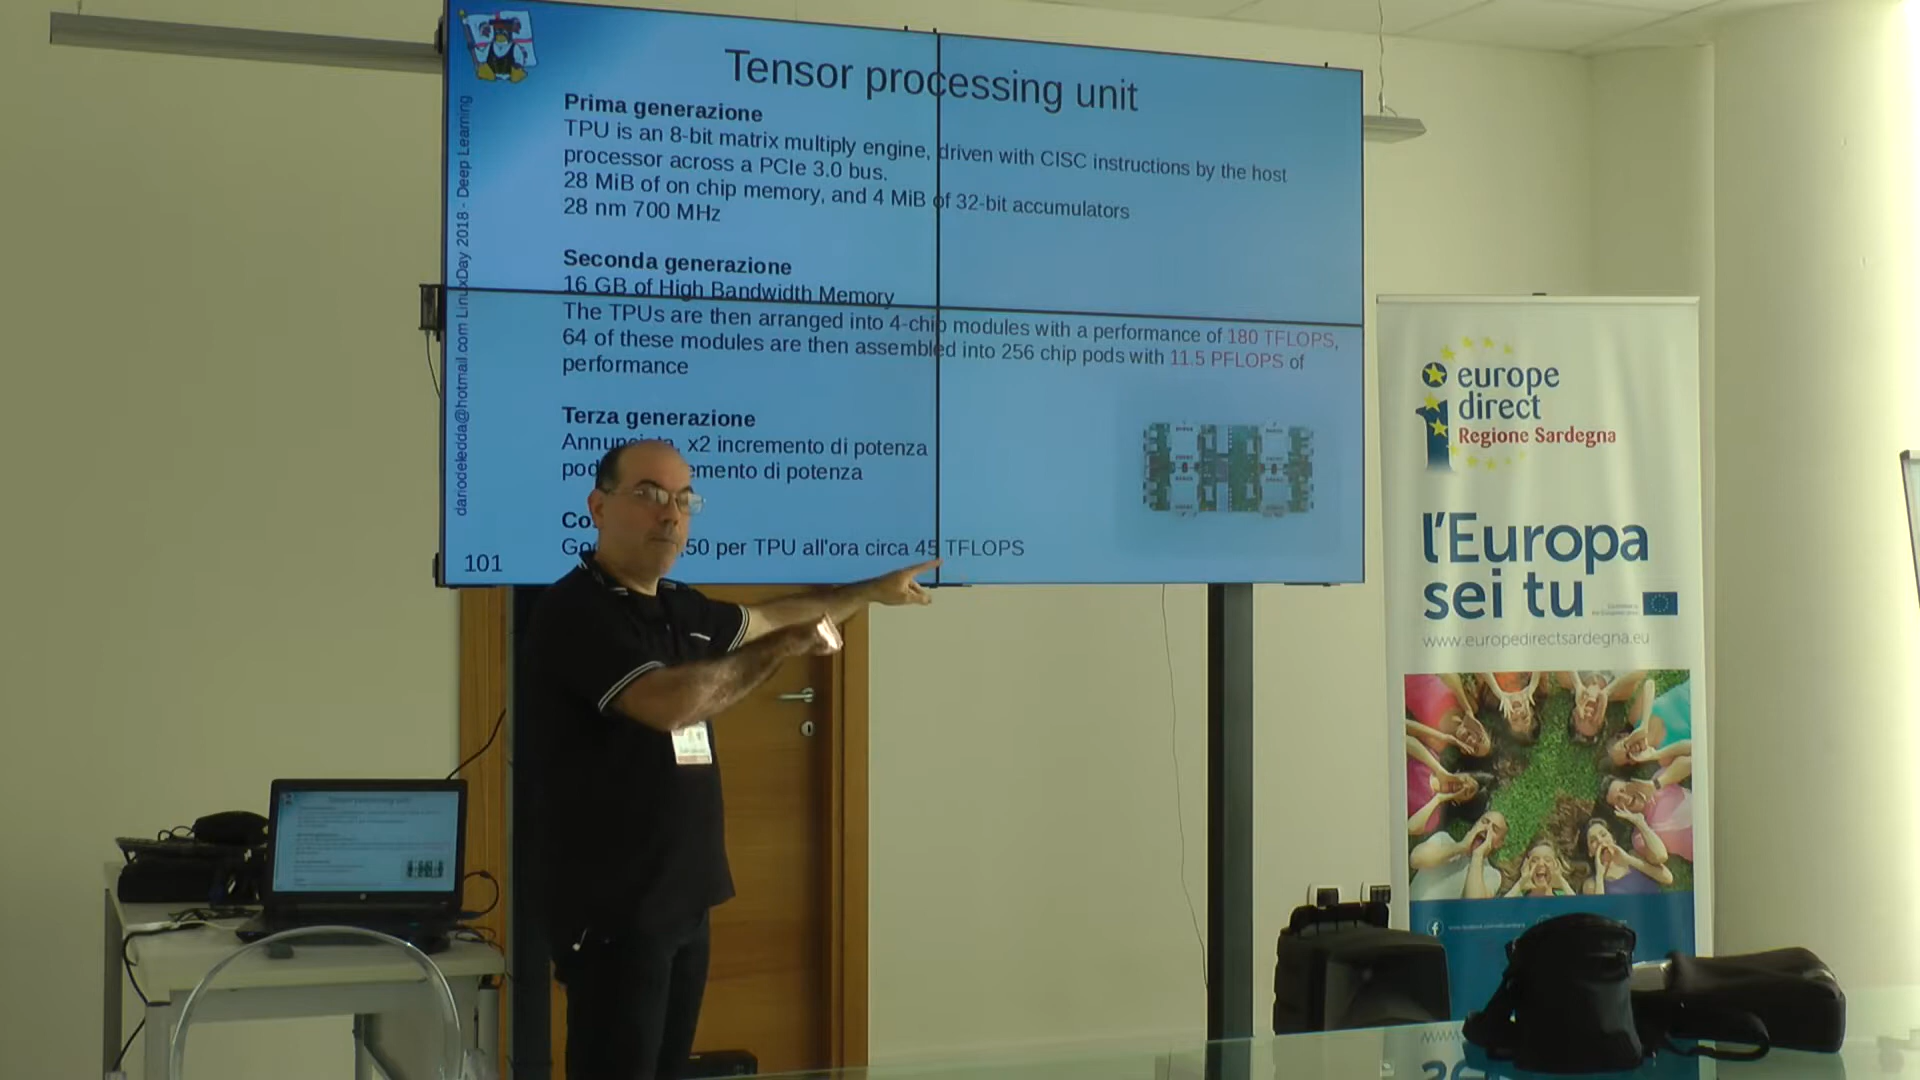 Tensor processing unit
Prima generazione
TPU is an 8-bit matrix multiply engine, driven with CISC instructions by the host
processor across a PCIe 3.0 bus.
28 MiB of on chip memory, and 4 MiB of 32-bit accumulators
28 nm 700 MHz
Seconda generazione
16 GB of High Bandwidth Memory
The TPUs are then arranged into 4-chip modules with a performance of 180 TFLOPS,
64 of these modules are then assembled into 256 chip pods with 11.5 PFLOPS of
performance
Terza generazione
x2 incremento di potenza
pod
di potenza
,50 per TPU all'ora circa 45 TFLOPS
101
dariodeledda@hotmail.com LinuxDay 2018 - Deep Learning
europe
direct
Regione Sardegna
l'Europa
sei tu
www.europedirectsardegna.eu